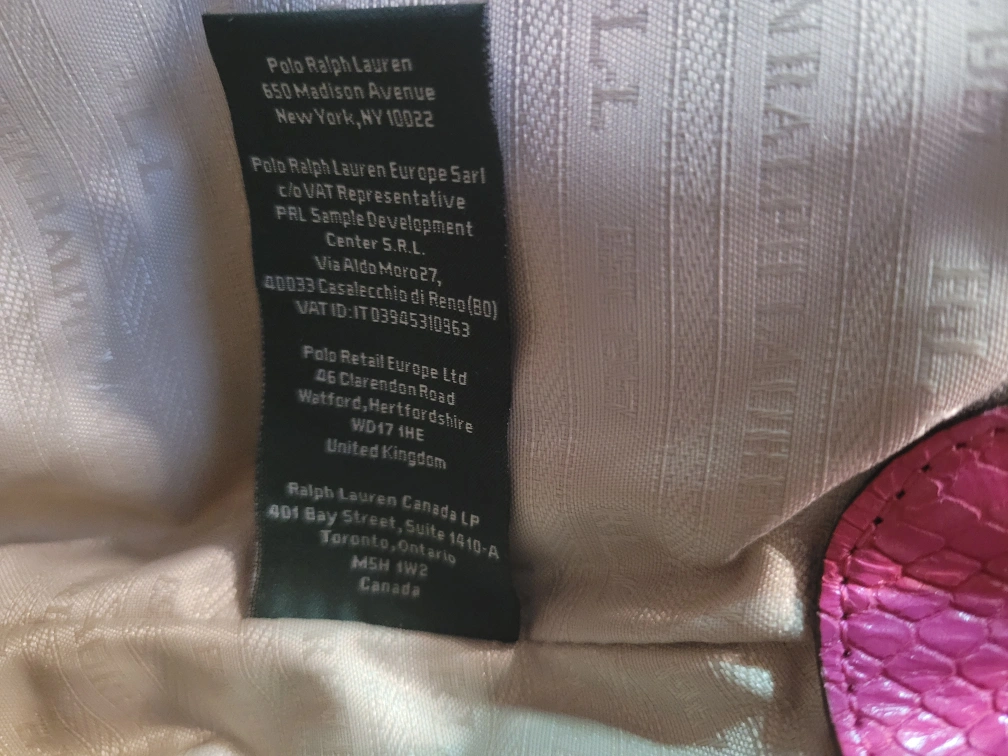 Polo Ralph Lauren
650 Madison Avenue
New York, NY 10022
Polo Ralph Lauren Europe Sarl
c/o VAT Representative
PRL Sample Development
Center S.R.L.
Via Aldo Moro 27,
40033 Casalecchio di Reno (BO)
VAT ID: IT 03945310963
Polo Retail Europe Ltd
46 Clarendon Road
Watford, Hertfordshire
WD17 1HE
United Kingdom
Ralph Lauren Canada LP
401 Bay Street, Suite 1410-A
Toronto, Ontario
M5H 1W2
Canada